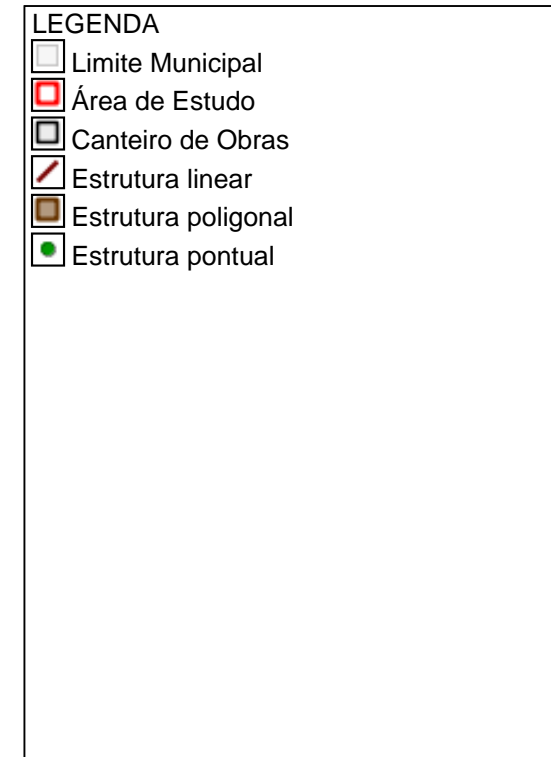 LEGENDA
Limite Municipal
Área de Estudo
Canteiro de Obras
Estrutura linear
Estrutura poligonal
Estrutura pontual